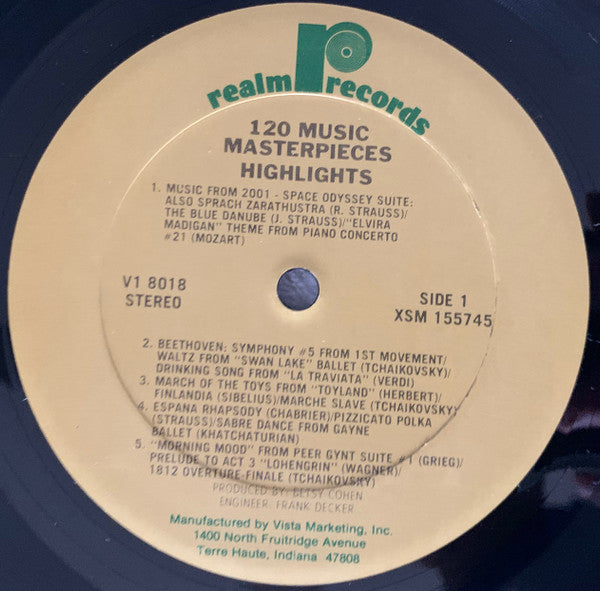 realm records
120 MUSIC
MASTERPIECES
HIGHLIGHTS
1. MUSIC FROM 2001 - SPACE ODYSSEY SUITE:
ALSO SPRACH ZARATHUSTRA (R. STRAUSS)/
THE BLUE DANUBE (J. STRAUSS)/"ELVIRA
MADIGAN" THEME FROM PIANO CONCERTO
#21 (MOZART)
V1 8018
STEREO
SIDE 1
XSM 155745
2. BEETHOVEN: SYMPHONY #5 FROM 1ST MOVEMENT/
WALTZ FROM "SWAN LAKE" BALLET (TCHAIKOVSKY)/
DRINKING SONG FROM "LA TRAVIATA" (VERDI)
3. MARCH OF THE TOYS FROM "TOYLAND" (HERBERT)/
FINLANDIA (SIBELIUS)/MARCHE SLAVE (TCHAIKOVSKY)
4. ESPANA RHAPSODY (CHABRIER)/PIZZICATO POLKA
(STRAUSS)/SABRE DANCE FROM GAYNE
BALLET (KHATCHATURIAN)
5. "MORNING MOOD" FROM PEER GYNT SUITE #1 (GRIEG)/
PRELUDE TO ACT 3 "LOHENGRIN" (WAGNER)/
1812 OVERTURE-FINALE (TCHAIKOVSKY)
PRODUCED BY: BETSY COHEN
ENGINEER: FRANK DECKER
Manufactured by Vista Marketing, Inc.
1400 North Fruitridge Avenue
Terre Haute, Indiana 47808